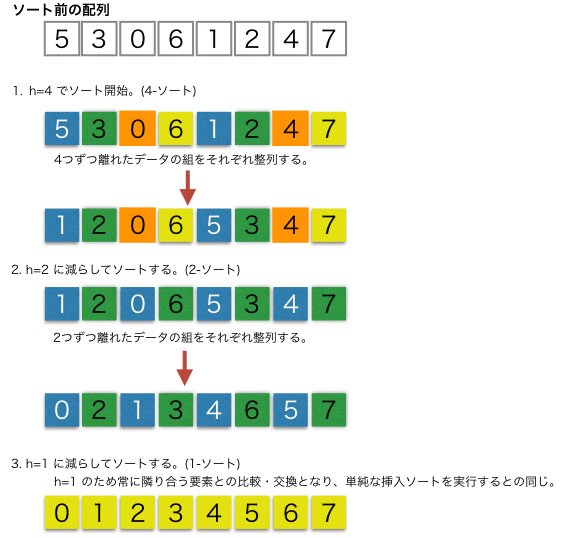 ソート前の配列
5 3 0 6 1 2 4 7
1. h=4 でソート開始。(4-ソート)
5 3 0 6 1 2 4 7
4つずつ離れたデータの組をそれぞれ整列する。
1 2 0 6 5 3 4 7
2. h=2 に減らしてソートする。(2-ソート)
1 2 0 6 5 3 4 7
2つずつ離れたデータの組をそれぞれ整列する。
0 2 1 3 4 6 5 7
3. h=1 に減らしてソートする。(1-ソート)
h=1 のため常に隣り合う要素との比較・交換となり、単純な挿入ソートを実行するとの同じ。
0 1 2 3 4 5 6 7